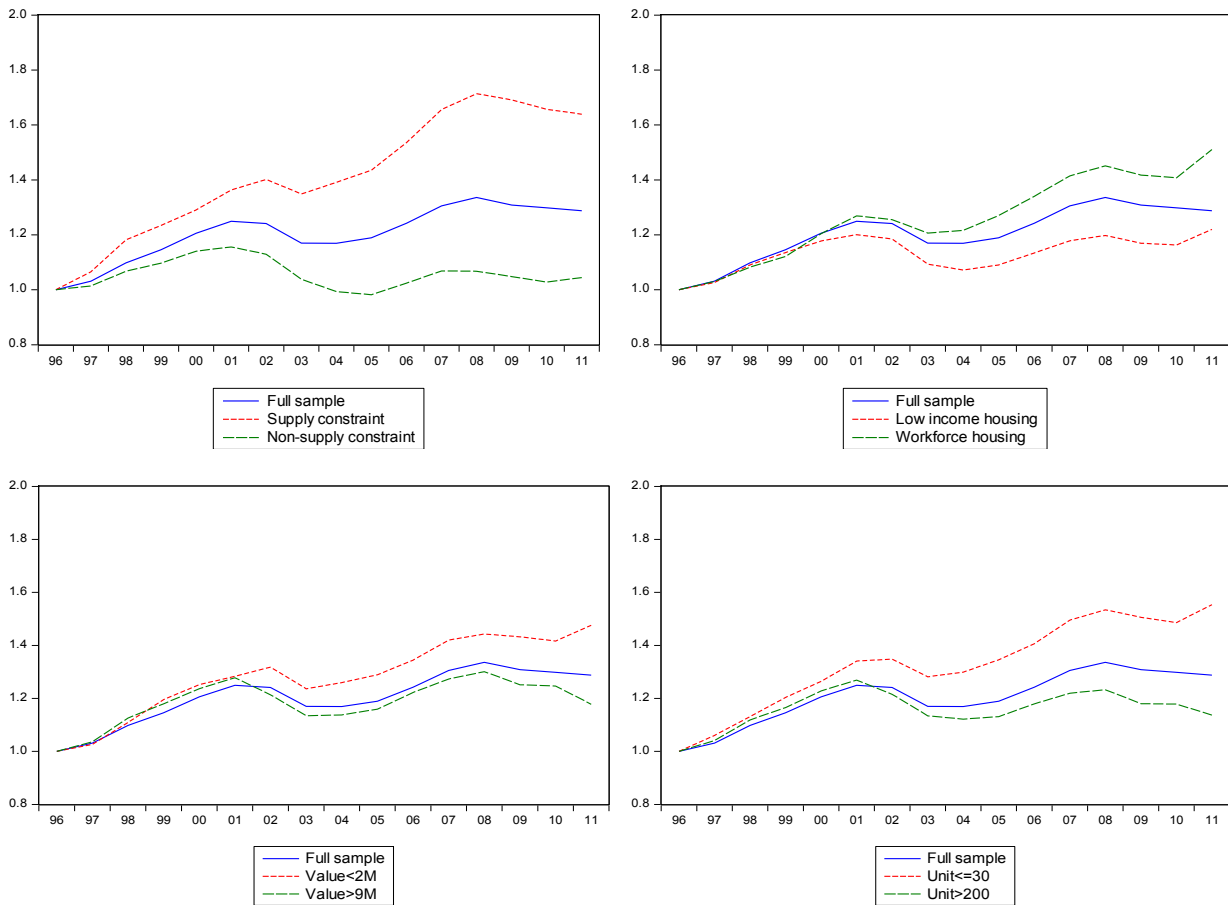 2.0
1.8
1.6
1.4
1.2
1.0
0.8
96 97 98 99 00 01 02 03 04 05 06 07 08 09 10 11
Full sample
Supply constraint
Non-supply constraint
2.0
1.8
1.6
1.4
1.2
1.0
0.8
96 97 98 99 00 01 02 03 04 05 06 07 08 09 10 11
Full sample
Low income housing
Workforce housing
2.0
1.8
1.6
1.4
1.2
1.0
0.8
96 97 98 99 00 01 02 03 04 05 06 07 08 09 10 11
Full sample
Value<2M
Value>9M
2.0
1.8
1.6
1.4
1.2
1.0
0.8
96 97 98 99 00 01 02 03 04 05 06 07 08 09 10 11
Full sample
Unit<=30
Unit>200